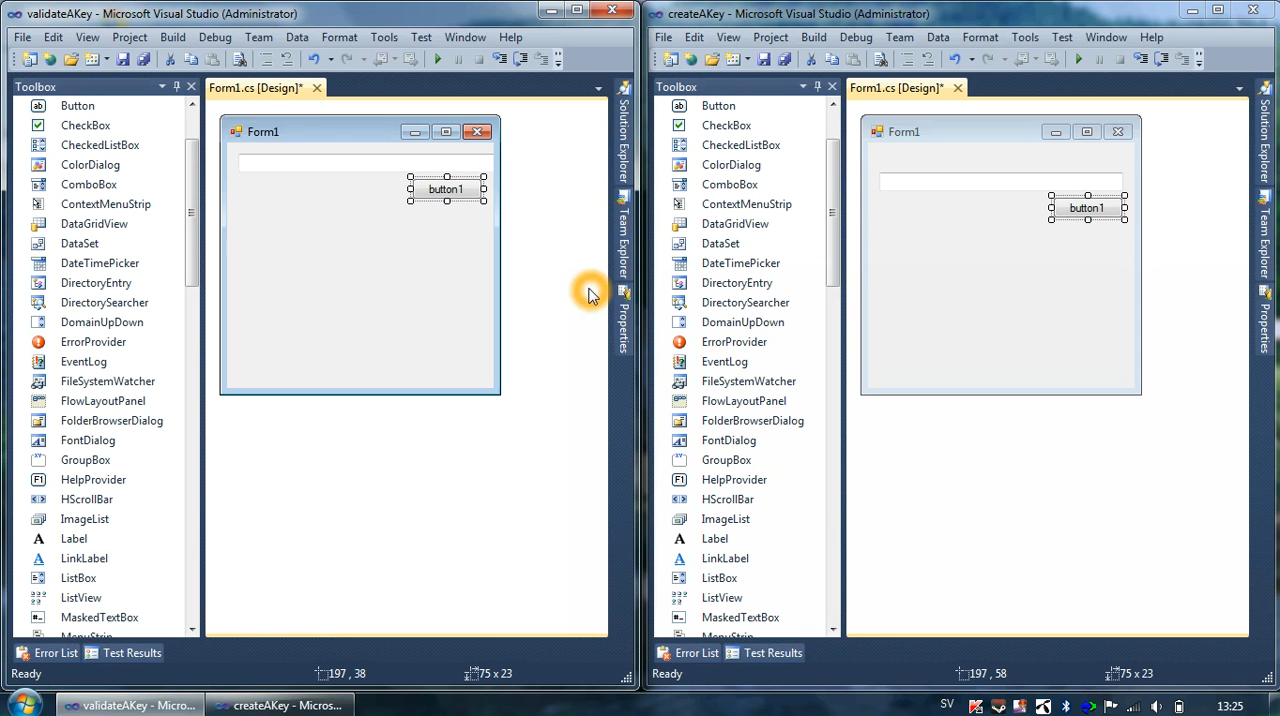 validateAKey - Microsoft Visual Studio (Administrator)
File Edit View Project Build Debug Team Data Format Tools Test Window Help
Toolbox
Form1.cs [Design]*
Button
CheckBox
CheckedListBox
ColorDialog
ComboBox
ContextMenuStrip
DataGridView
DataSet
DateTimePicker
DirectoryEntry
DirectorySearcher
DomainUpDown
ErrorProvider
EventLog
FileSystemWatcher
FlowLayoutPanel
FolderBrowserDialog
FontDialog
GroupBox
HelpProvider
HScrollBar
ImageList
Label
LinkLabel
ListBox
ListView
MaskedTextBox
MenuStrip
Form1
button1
Solution Explorer
Team Explorer
Properties
Error List Test Results
Ready 197 , 38 75 x 23
createAKey - Microsoft Visual Studio (Administrator)
File Edit View Project Build Debug Team Data Format Tools Test Window Help
Toolbox
Form1.cs [Design]*
Button
CheckBox
CheckedListBox
ColorDialog
ComboBox
ContextMenuStrip
DataGridView
DataSet
DateTimePicker
DirectoryEntry
DirectorySearcher
DomainUpDown
ErrorProvider
EventLog
FileSystemWatcher
FlowLayoutPanel
FolderBrowserDialog
FontDialog
GroupBox
HelpProvider
HScrollBar
ImageList
Label
LinkLabel
ListBox
ListView
MaskedTextBox
MenuStrip
Form1
button1
Solution Explorer
Team Explorer
Properties
Error List Test Results
Ready 197 , 58 75 x 23
validateAKey - Micro... createAKey - Micros... SV 13:25